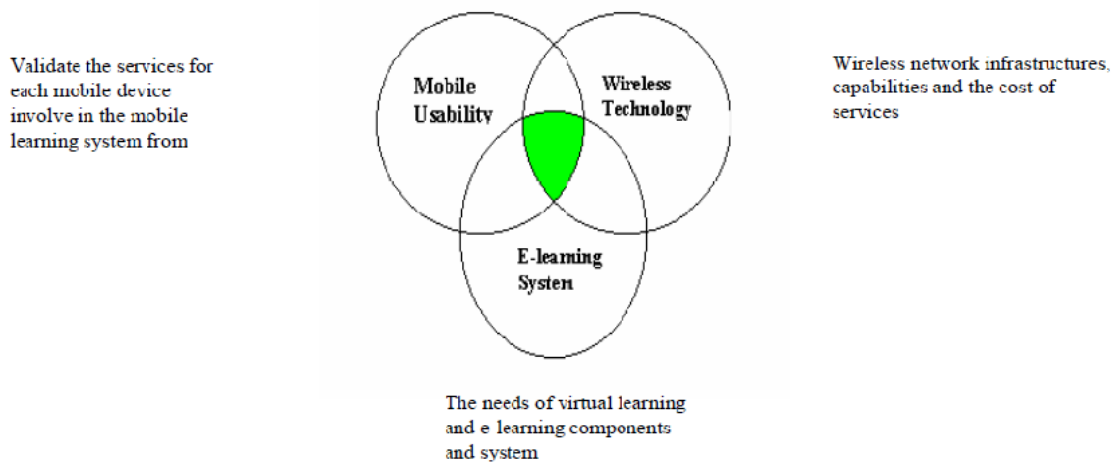 Validate the services for
each mobile device
involve in the mobile
learning system from
Mobile
Usability
Wireless
Technology
Wireless network infrastructures,
capabilities and the cost of
services
E-learning
System
The needs of virtual learning
and e-learning components
and system